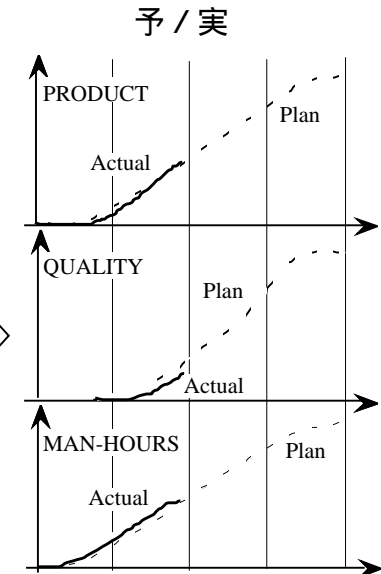 予 / 実
PRODUCT
Plan
Actual
QUALITY
Plan
Actual
MAN-HOURS
Plan
Actual